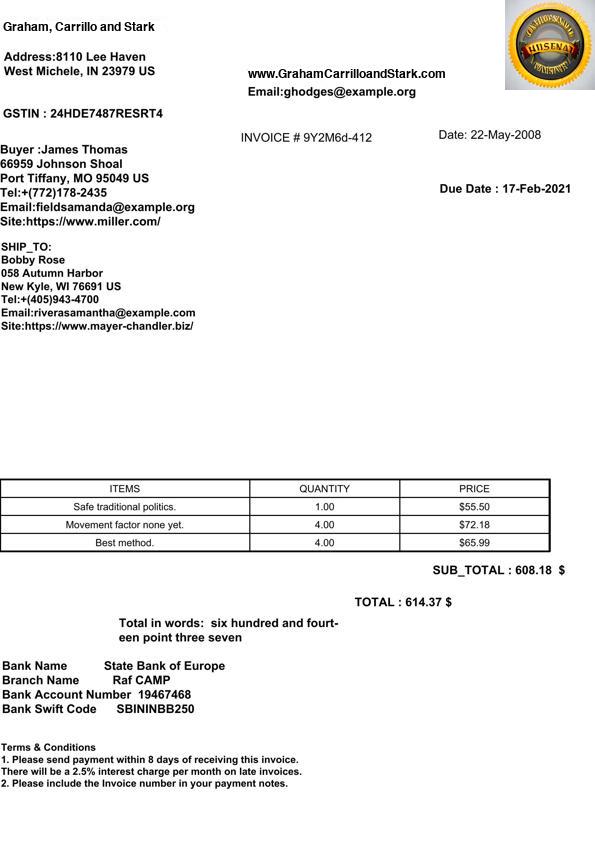 Graham, Carrillo and Stark
Address:8110 Lee Haven
West Michele, IN 23979 US
www.GrahamCarrilloandStark.com
Email:ghodges@example.org
GSTIN : 24HDE7487RESRT4
INVOICE # 9Y2M6d-412
Date: 22-May-2008
Buyer :James Thomas
66959 Johnson Shoal
Port Tiffany, MO 95049 US
Tel:+(772)178-2435
Email:fieldsamanda@example.org
Site:https://www.miller.com/
Due Date : 17-Feb-2021
SHIP_TO:
Bobby Rose
058 Autumn Harbor
New Kyle, WI 76691 US
Tel:+(405)943-4700
Email:riverasamantha@example.com
Site:https://www.mayer-chandler.biz/
ITEMS QUANTITY PRICE
Safe traditional politics. 1.00 $55.50
Movement factor none yet. 4.00 $72.18
Best method. 4.00 $65.99
SUB_TOTAL : 608.18 $
TOTAL : 614.37 $
Total in words: six hundred and fourt-
een point three seven
Bank Name State Bank of Europe
Branch Name Raf CAMP
Bank Account Number 19467468
Bank Swift Code SBININBB250
Terms & Conditions
1. Please send payment within 8 days of receiving this invoice.
There will be a 2.5% interest charge per month on late invoices.
2. Please include the Invoice number in your payment notes.